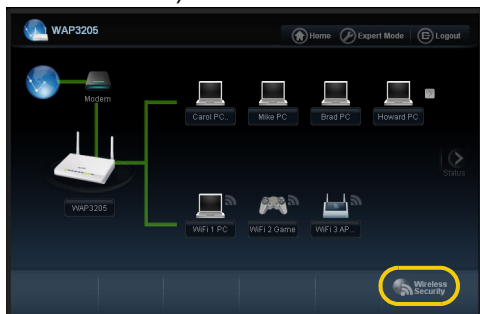 WAP3205
Home Expert Mode Logout
Modem
Carol PC.. Mike PC Brad PC Howard PC
Status
WAP3205
WiFi 1 PC WiFi 2 Game WiFi 3 AP...
Wireless
Security